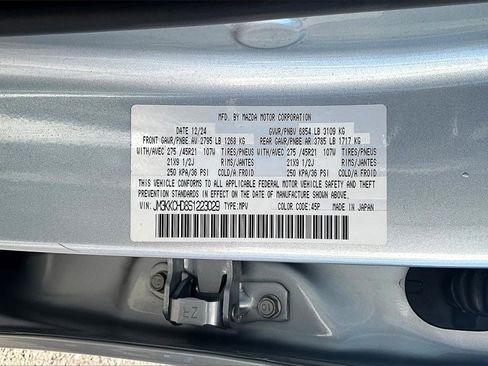 MFD. BY MAZDA MOTOR CORPORATION
DATE 12/24 GVWR/PNBV 6854 LB 3109 KG
FRONT GAWR/PNBE AV 2795 LB 1268 KG REAR GAWR/PNBE AR 3785 LB 1717 KG
WITH/AVEC 275 /45R21 107W TIRES/PNEUS WITH/AVEC 275 /45R21 107W TIRES/PNEUS
21X9 1/2J RIMS/JANTES 21X9 1/2J RIMS/JANTES
250 KPA/36 PSI COLD/A FROID 250 KPA/36 PSI COLD/A FROID
THIS VEHICLE CONFORMS TO ALL APPLICABLE FEDERAL MOTOR VEHICLE SAFETY AND THEFT
PREVENTION STANDARDS IN EFFECT ON THE DATE OF MANUFACTURE SHOWN ABOVE.
VIN: JM3KKCHD8S1223029 TYPE:MPV COLOR CODE: 45P MADE IN JAPAN